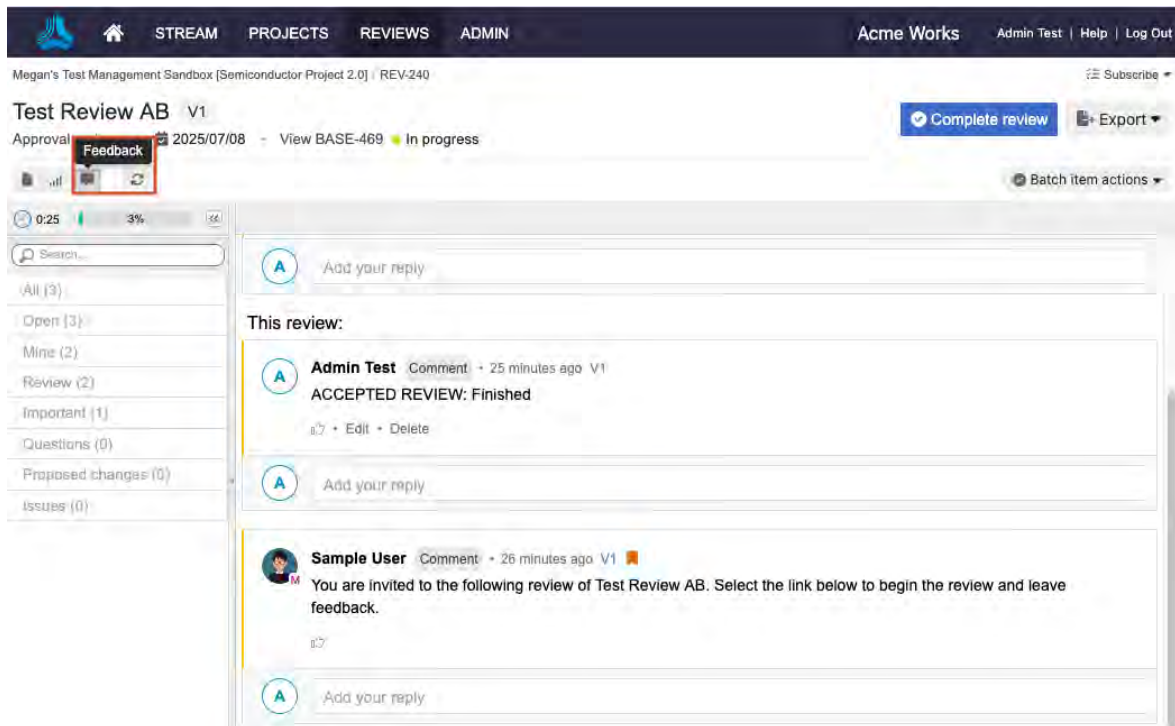 STREAM PROJECTS REVIEWS ADMIN Acme Works Admin Test | Help | Log Out
Megan's Test Management Sandbox [Semiconductor Project 2.0] / REV-240 Subscribe
Test Review AB V1
Complete review Export
Approval 2025/07/08 - View BASE-469 In progress
Feedback
Batch item actions
0:25 3%
Search...
Add your reply
All (3)
Open (3)
This review:
Mine (2)
Admin Test Comment • 25 minutes ago V1
Review (2)
ACCEPTED REVIEW: Finished
Important (1)
• Edit • Delete
Questions (0)
Proposed changes (0)
Add your reply
Issues (0)
Sample User Comment • 26 minutes ago V1
You are invited to the following review of Test Review AB. Select the link below to begin the review and leave
feedback.
Add your reply